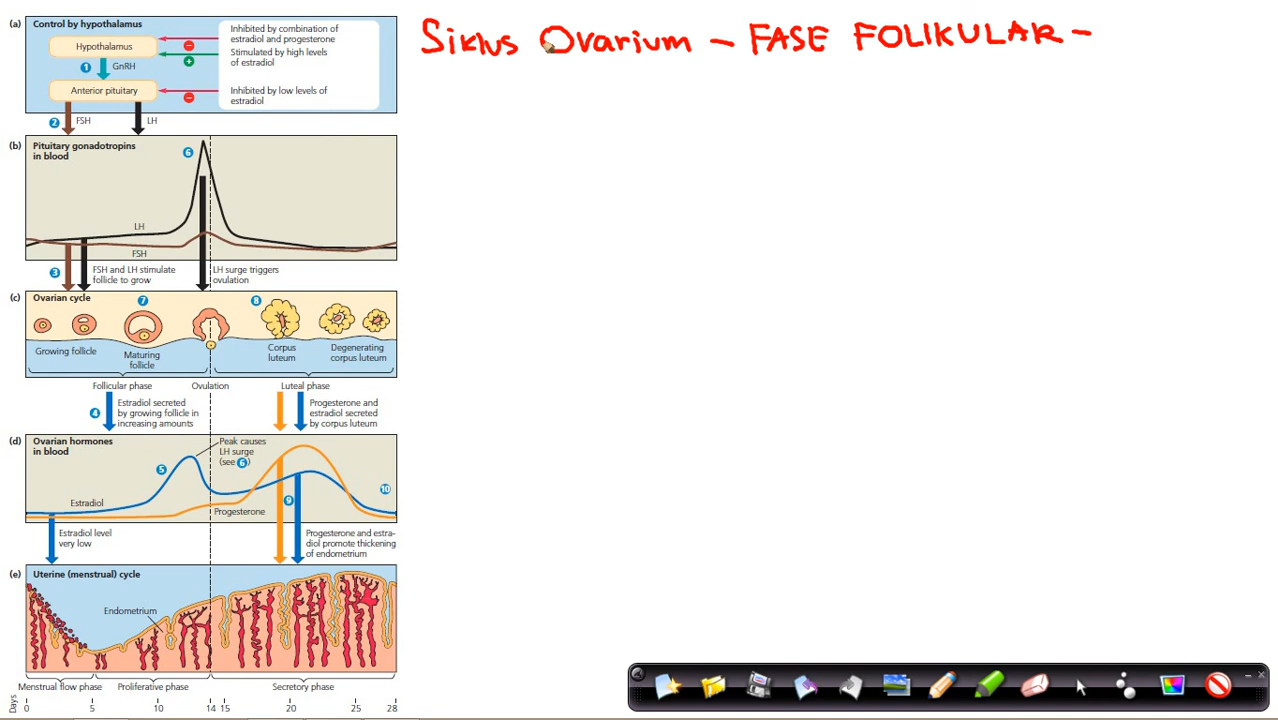 Siklus Ovarium - FASE FOLIKULAR -
(a)
Control by hypothalamus
Hypothalamus
1
GnRH
Anterior pituitary
Inhibited by combination of
estradiol and progesterone
Stimulated by high levels
of estradiol
Inhibited by low levels of
estradiol
−
+
−
2
FSH
LH
(b)
Pituitary gonadotropins
in blood
6
LH
FSH
3
FSH and LH stimulate
follicle to grow
LH surge triggers
ovulation
(c)
Ovarian cycle
7
8
Growing follicle
Maturing
follicle
Corpus
luteum
Degenerating
corpus luteum
Follicular phase
Ovulation
Luteal phase
4
Estradiol secreted
by growing follicle in
increasing amounts
Progesterone and
estradiol secreted
by corpus luteum
(d)
Ovarian hormones
in blood
Peak causes
LH surge
(see 6)
5
10
Estradiol
9
Progesterone
Estradiol level
very low
Progesterone and estra-
diol promote thickening
of endometrium
(e)
Uterine (menstrual) cycle
Endometrium
Menstrual flow phase
Proliferative phase
Secretory phase
Days
0 5 10 14 15 20 25 28